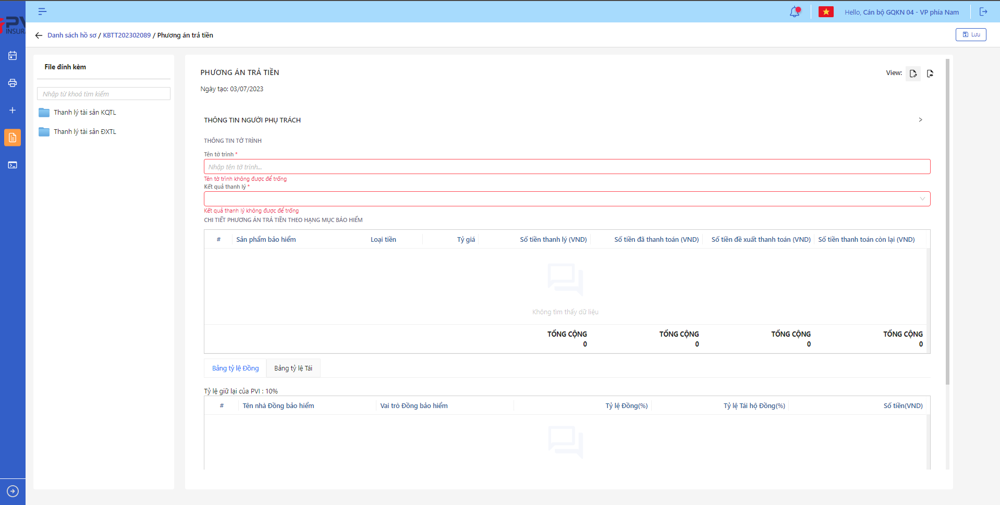 PV
INSUR
Hello, Cán bộ GQKN 04 - VP phía Nam
Danh sách hồ sơ / KBTT202302089 / Phương án trả tiền
Lưu
File đính kèm
Nhập từ khoá tìm kiếm
Thanh lý tài sản KQTL
Thanh lý tài sản ĐXTL
PHƯƠNG ÁN TRẢ TIỀN
View:
Ngày tạo: 03/07/2023
THÔNG TIN NGƯỜI PHỤ TRÁCH
THÔNG TIN TỜ TRÌNH
Tên tờ trình *
Nhập tên tờ trình...
Tên tờ trình không được để trống
Kết quả thanh lý *
Kết quả thanh lý không được để trống
CHI TIẾT PHƯƠNG ÁN TRẢ TIỀN THEO HẠNG MỤC BẢO HIỂM
# Sản phẩm bảo hiểm Loại tiền Tỷ giá Số tiền thanh lý (VND) Số tiền đã thanh toán (VND) Số tiền đề xuất thanh toán (VND) Số tiền thanh toán còn lại (VND)
Không tìm thấy dữ liệu
TỔNG CỘNG TỔNG CỘNG TỔNG CỘNG TỔNG CỘNG
0 0 0 0
Bảng tỷ lệ Đồng Bảng tỷ lệ Tái
Tỷ lệ giữ lại của PVI : 10%
# Tên nhà Đồng bảo hiểm Vai trò Đồng bảo hiểm Tỷ lệ Đồng(%) Tỷ lệ Tái hộ Đồng(%) Số tiền(VND)